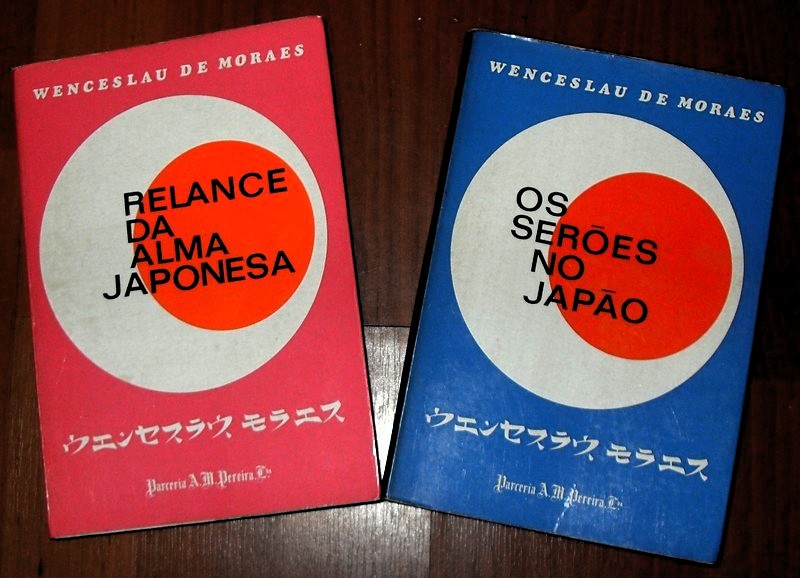 WENCESLAU DE MORAES
RELANCE
DA
ALMA
JAPONESA
ウエンセスラウ、モラエス
Parceria A. M. Pereira, Lda
WENCESLAU DE MORAES
OS
SERÕES
NO
JAPÃO
ウエンセスラウ、モラエス
Parceria A. M. Pereira, Lda